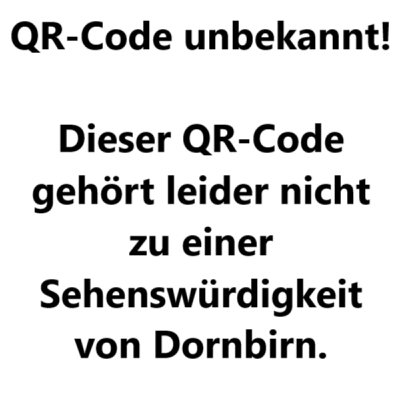 QR-Code unbekannt!
Dieser QR-Code
gehört leider nicht
zu einer
Sehenswürdigkeit
von Dornbirn.